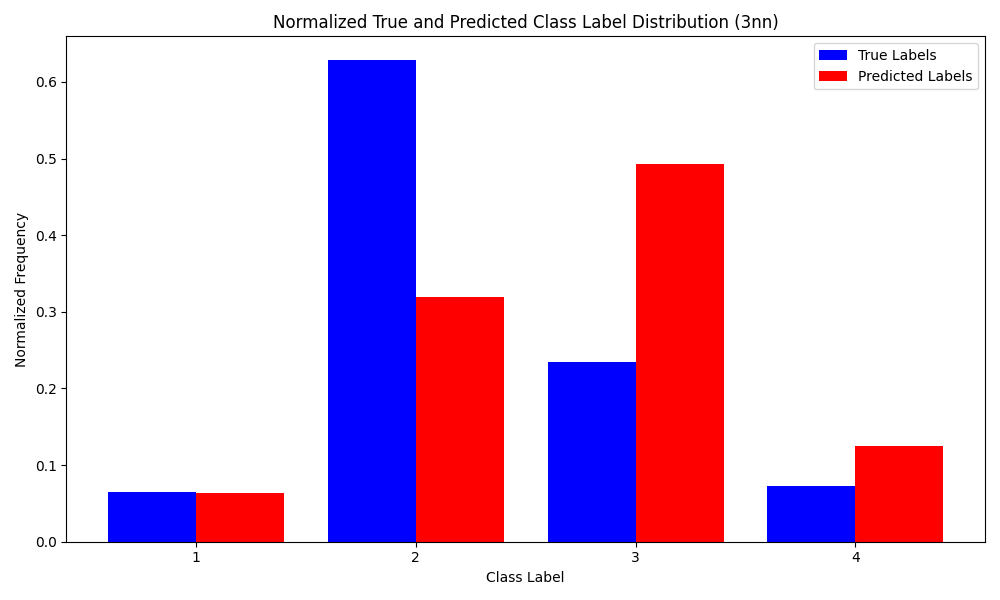 Normalized True and Predicted Class Label Distribution (3nn)
True Labels
Predicted Labels
Normalized Frequency
0.6
0.5
0.4
0.3
0.2
0.1
0.0
1
2
3
4
Class Label